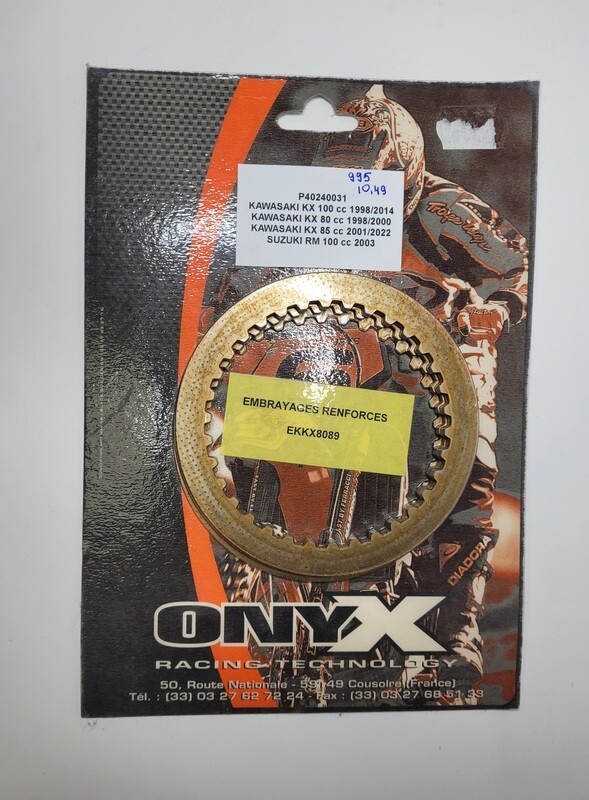 995
10,49
P40240031
KAWASAKI KX 100 cc 1998/2014
KAWASAKI KX 80 cc 1998/2000
KAWASAKI KX 85 cc 2001/2022
SUZUKI RM 100 cc 2003
EMBRAYAGES RENFORCES
EKKX8089
DIADORA
ONYX
RACING TECHNOLOGY
50, Route Nationale - 59149 Cousolre (France)
Tél. : (33) 03 27 62 72 24 - Fax : (33) 03 27 68 51 33